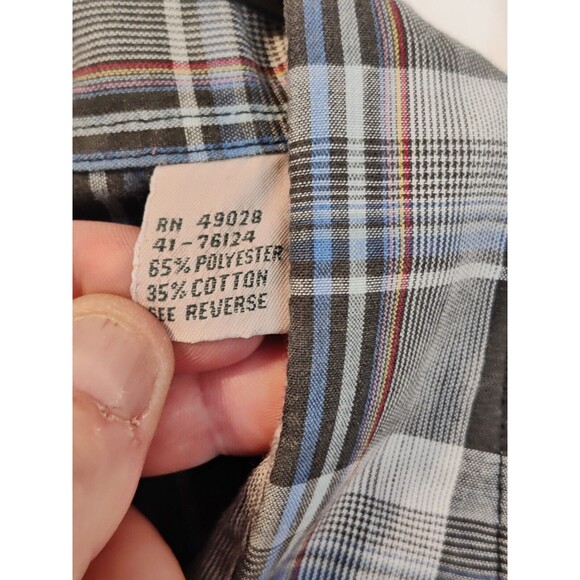 RN 49028
41-76124
65% POLYESTER
35% COTTON
SEE REVERSE